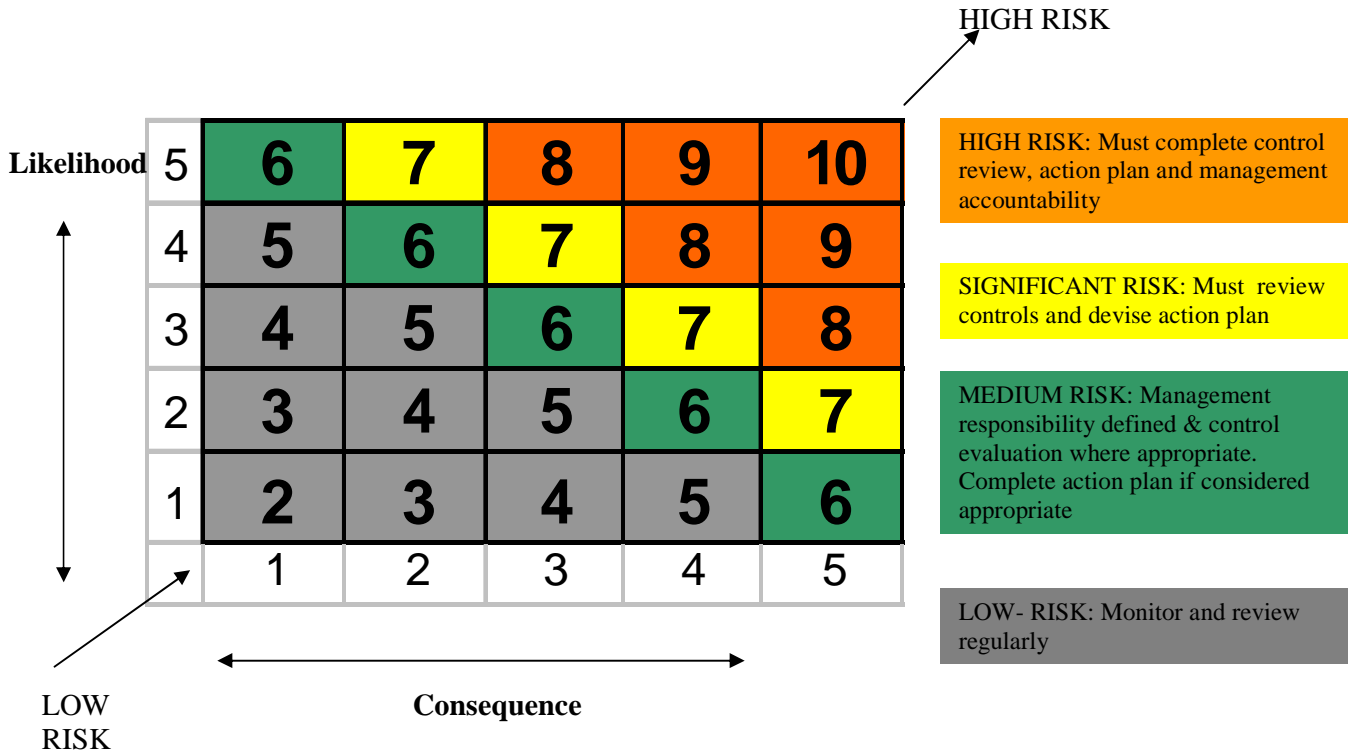 HIGH RISK
Likelihood 5 6 7 8 9 10
4 5 6 7 8 9
3 4 5 6 7 8
2 3 4 5 6 7
1 2 3 4 5 6
1 2 3 4 5
HIGH RISK: Must complete control
review, action plan and management
accountability
SIGNIFICANT RISK: Must review
controls and devise action plan
MEDIUM RISK: Management
responsibility defined & control
evaluation where appropriate.
Complete action plan if considered
appropriate
LOW- RISK: Monitor and review
regularly
LOW
RISK
Consequence